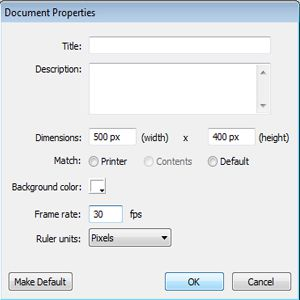 Document Properties
Title:
Description:
Dimensions: 500 px (width) x 400 px (height)
Match: Printer Contents Default
Background color:
Frame rate: 30 fps
Ruler units: Pixels
Make Default OK Cancel